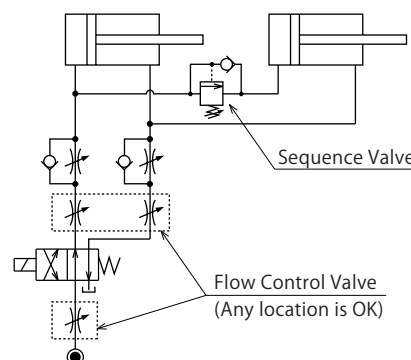 Sequence Valve
Flow Control Valve
(Any location is OK)